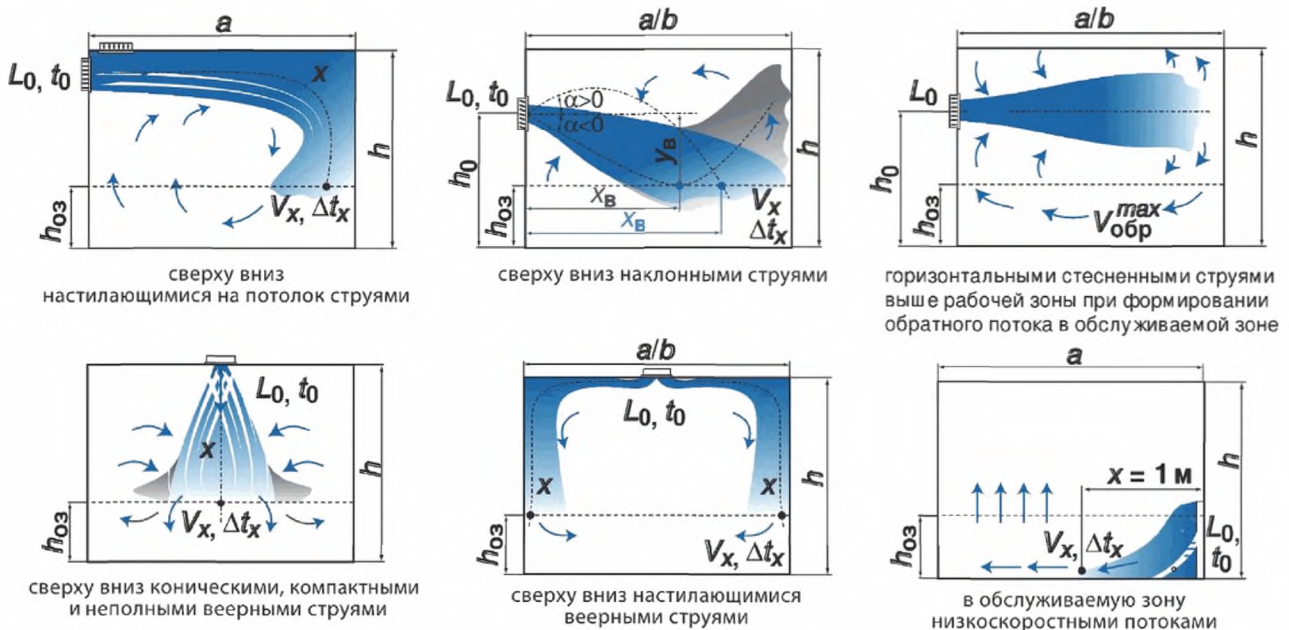 a
L₀, t₀
x
h
hоз
Vₓ, Δtₓ
сверху вниз
настилающимися на потолок струями
a/b
L₀, t₀
α>0
α<0
yв
h
h₀
hоз
xв
xв
Vₓ
Δtₓ
сверху вниз наклонными струями
a/b
L₀
h
h₀
hоз
Vобр max
горизонтальными стесненными струями
выше рабочей зоны при формировании
обратного потока в обслуживаемой зоне
L₀, t₀
x
h
hоз
Vₓ, Δtₓ
сверху вниз коническими, компактными
и неполными веерными струями
a/b
L₀, t₀
x
x
h
hоз
Vₓ, Δtₓ
сверху вниз настилающимися
веерными струями
a
h
x = 1 м
hоз
Vₓ, Δtₓ
L₀,
t₀
в обслуживаемую зону
низкоскоростными потоками